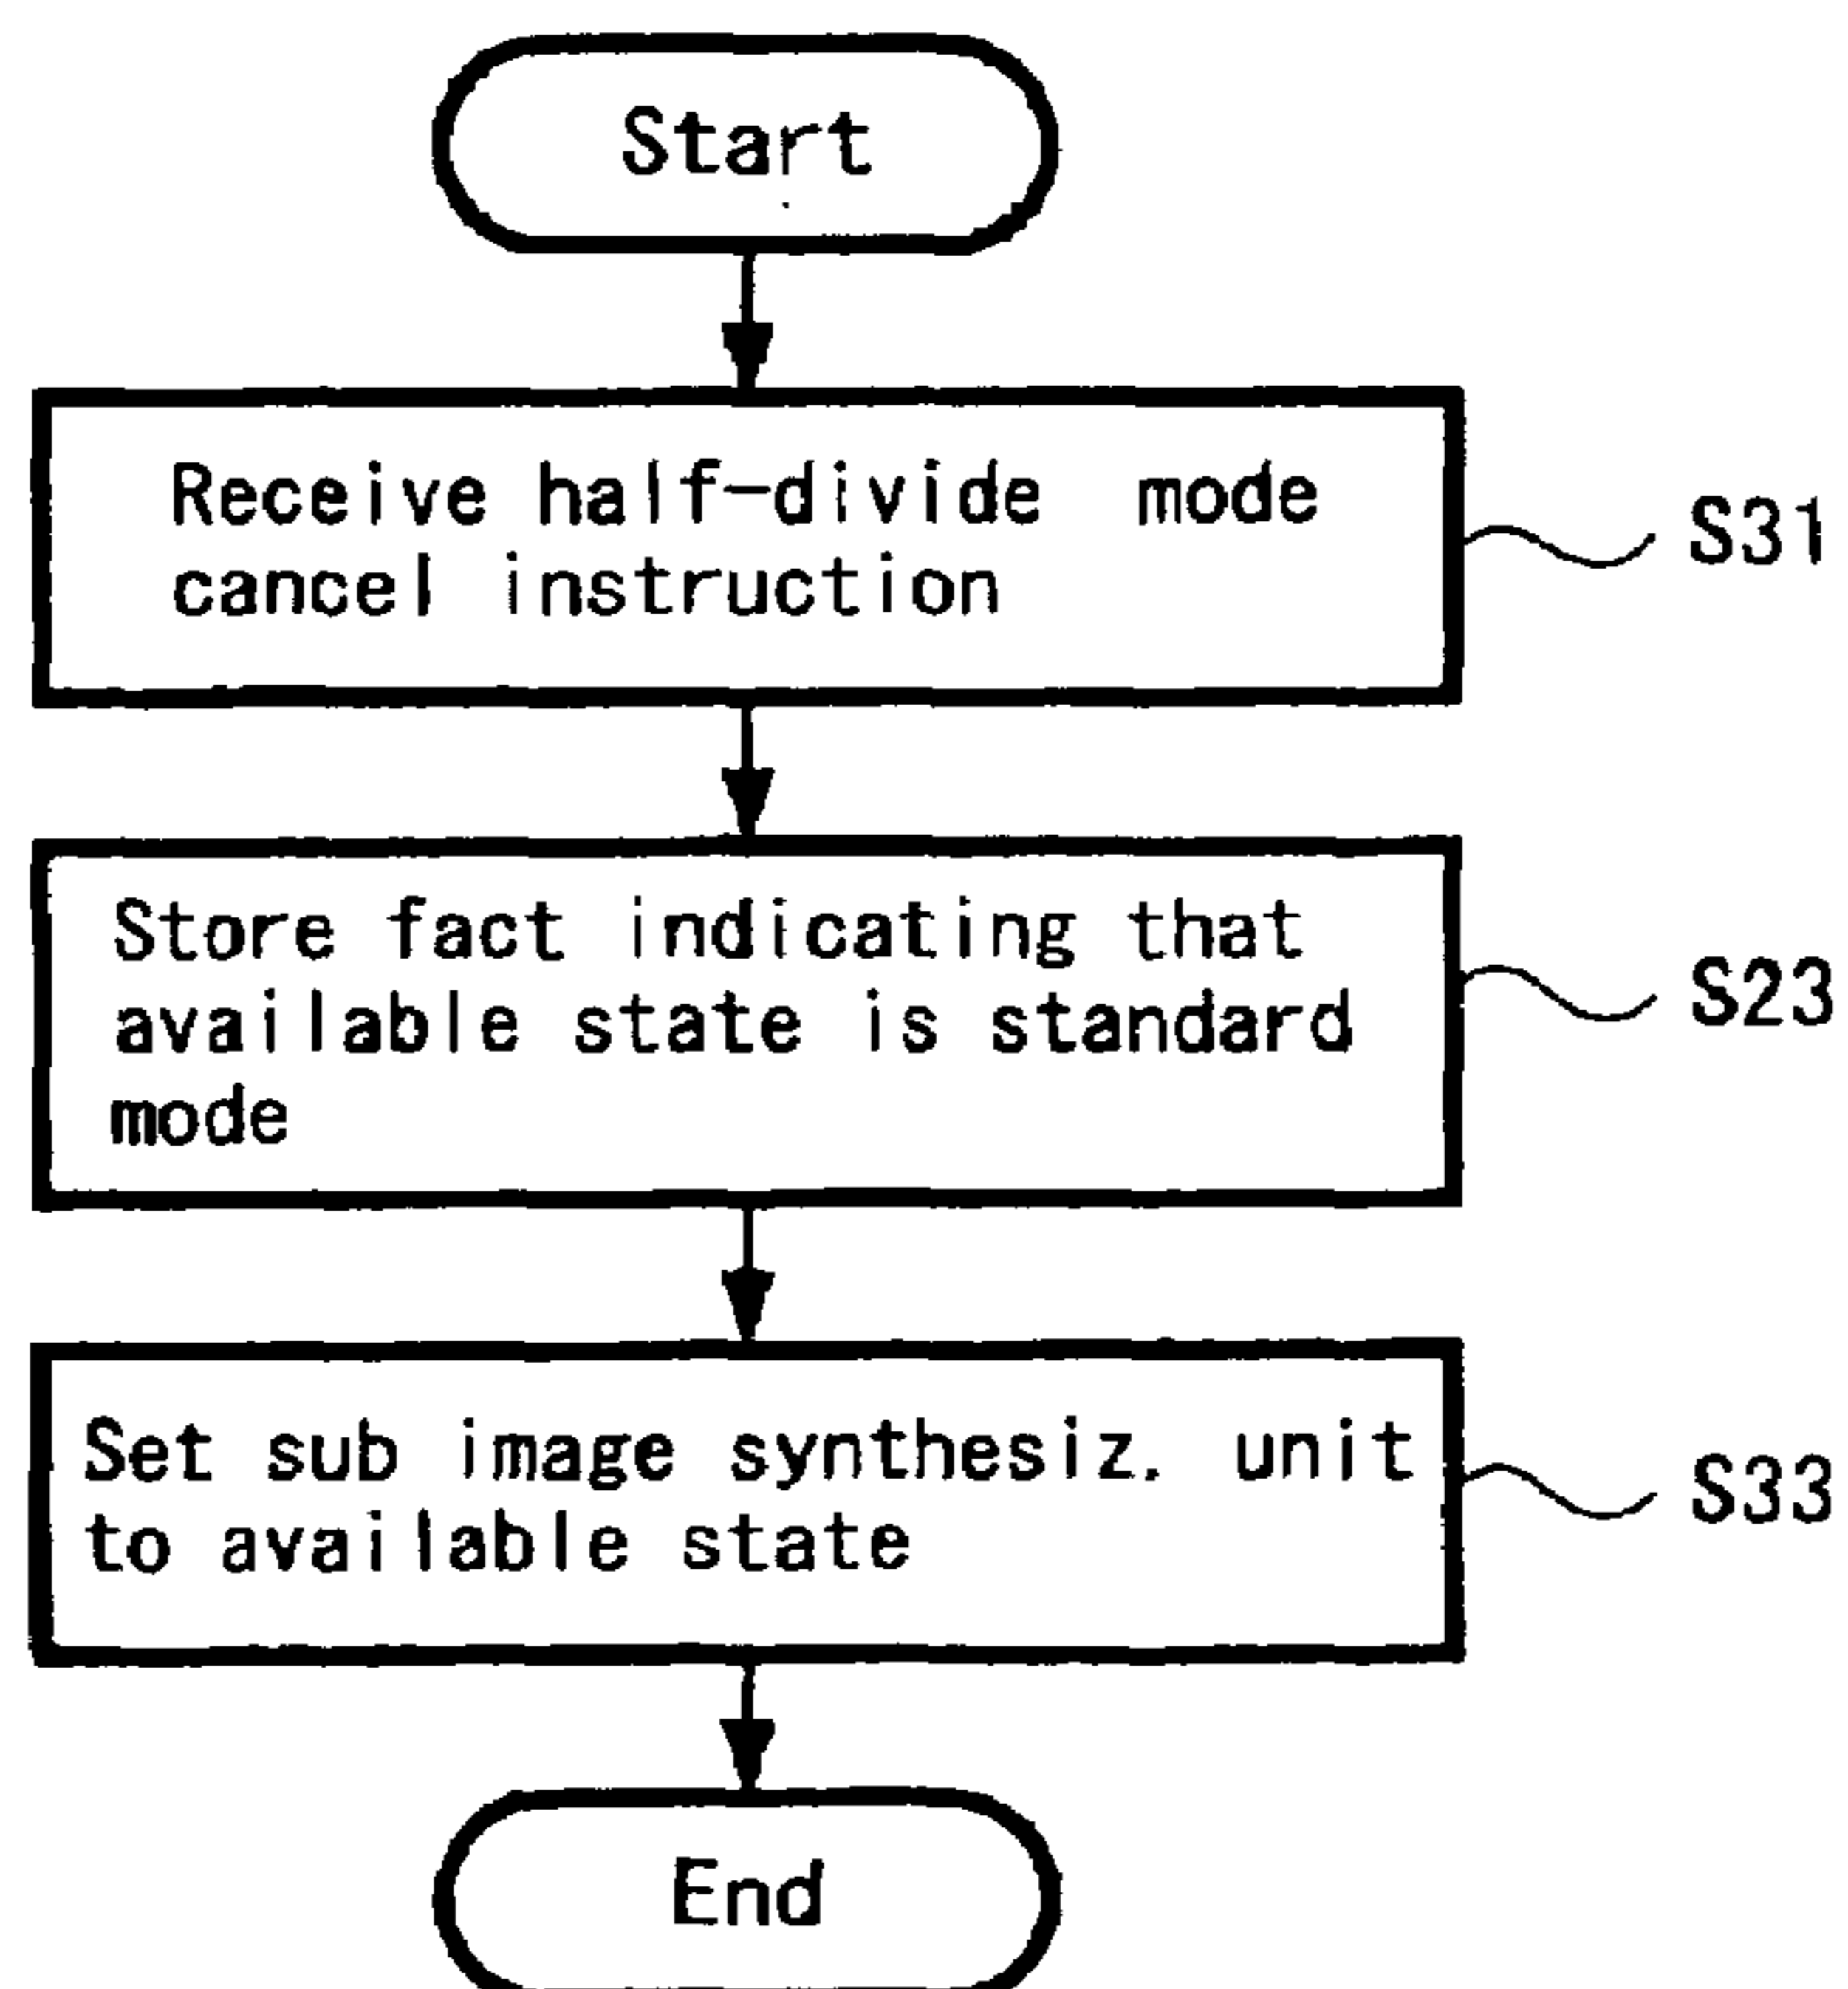 Start
Receive half-divide mode
cancel instruction
S31
Store fact indicating that
available state is standard
mode
S23
Set sub image synthesiz. unit
to available state
S33
End